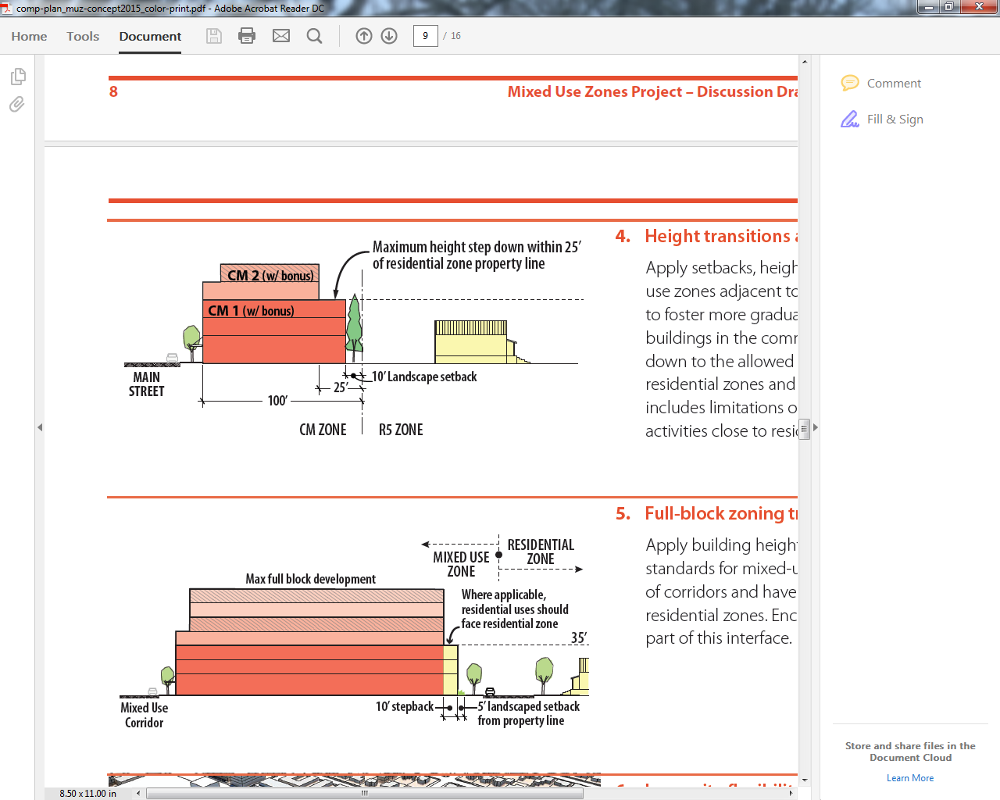 comp-plan_muz-concept2015_color-print.pdf - Adobe Acrobat Reader DC
Home Tools Document 9 / 16
8 Mixed Use Zones Project – Discussion Dra
Comment
Fill & Sign
4. Height transitions a
Apply setbacks, heigh
use zones adjacent to
to foster more gradua
buildings in the comm
down to the allowed
residential zones and
includes limitations o
activities close to resid
Maximum height step down within 25'
of residential zone property line
CM 2 (w/ bonus)
CM 1 (w/ bonus)
MAIN
STREET
10' Landscape setback
25'
100'
CM ZONE R5 ZONE
5. Full-block zoning tr
Apply building height
standards for mixed-u
of corridors and have
residential zones. Enc
part of this interface.
RESIDENTIAL
ZONE
MIXED USE
ZONE
Max full block development
Where applicable,
residential uses should
face residential zone
35'
Mixed Use
Corridor
10' stepback
5' landscaped setback
from property line
Store and share files in the
Document Cloud
Learn More
8.50 x 11.00 in